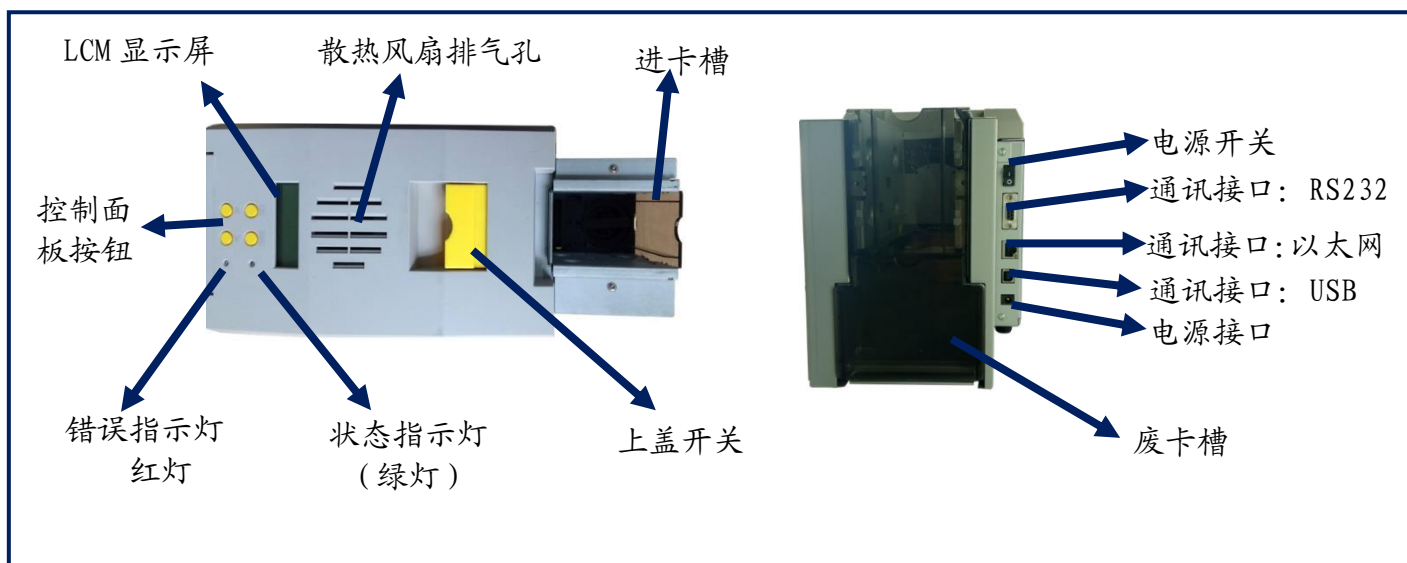 LCM 显示屏
散热风扇排气孔
进卡槽
控制面
板按钮
错误指示灯
红灯
状态指示灯
(绿灯)
上盖开关
电源开关
通讯接口: RS232
通讯接口:以太网
通讯接口: USB
电源接口
废卡槽